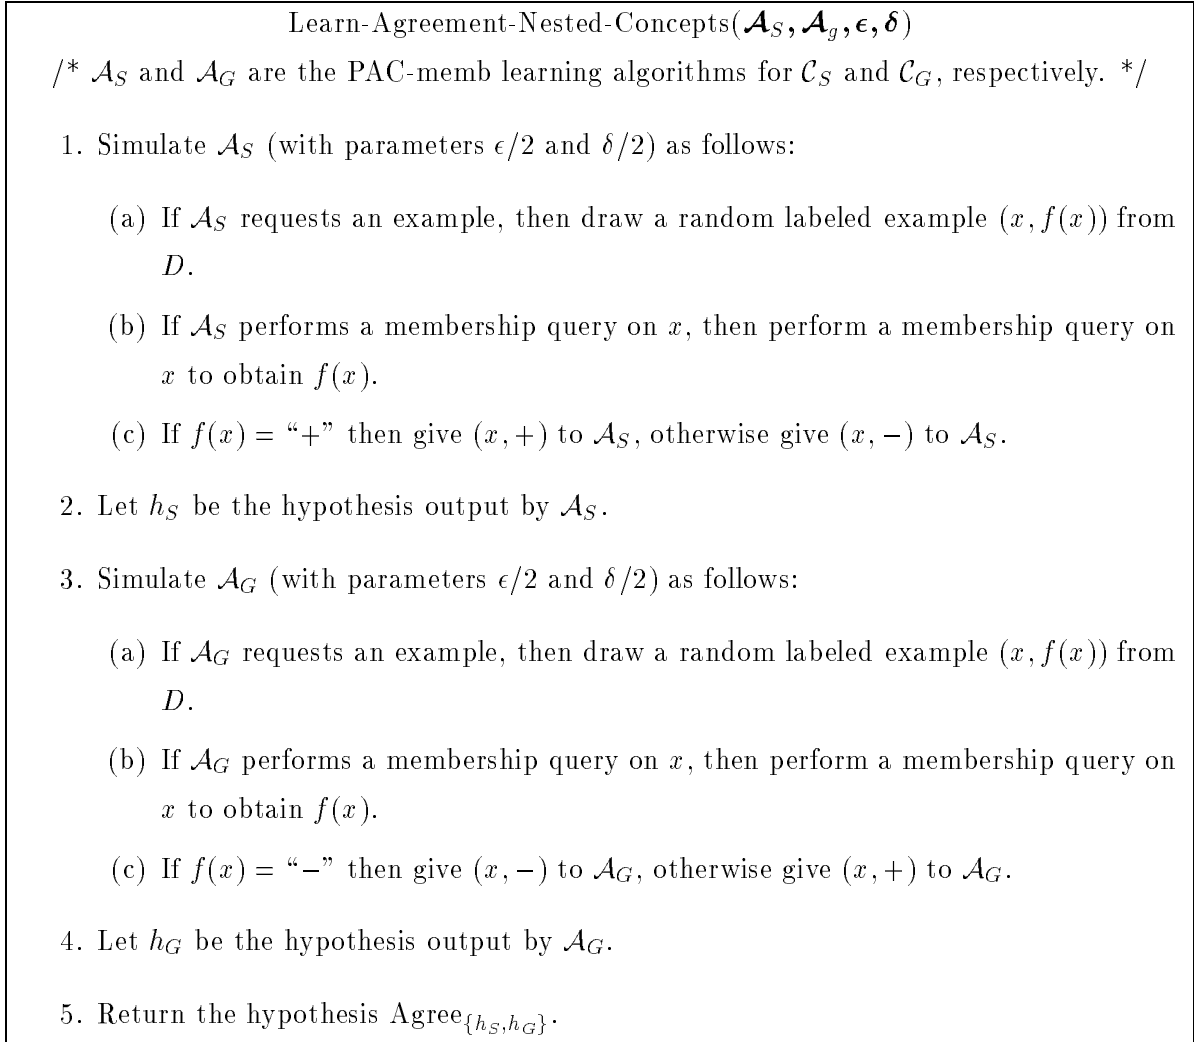 Learn-Agreement-Nested-Concepts(𝓐_S, 𝓐_g, ϵ, δ)
/* 𝒜_S and 𝒜_G are the PAC-memb learning algorithms for 𝒞_S and 𝒞_G, respectively. */
1. Simulate 𝒜_S (with parameters ϵ/2 and δ/2) as follows:
(a) If 𝒜_S requests an example, then draw a random labeled example (x, f(x)) from
D.
(b) If 𝒜_S performs a membership query on x, then perform a membership query on
x to obtain f(x).
(c) If f(x) = “+” then give (x, +) to 𝒜_S, otherwise give (x, −) to 𝒜_S.
2. Let h_S be the hypothesis output by 𝒜_S.
3. Simulate 𝒜_G (with parameters ϵ/2 and δ/2) as follows:
(a) If 𝒜_G requests an example, then draw a random labeled example (x, f(x)) from
D.
(b) If 𝒜_G performs a membership query on x, then perform a membership query on
x to obtain f(x).
(c) If f(x) = “−” then give (x, −) to 𝒜_G, otherwise give (x, +) to 𝒜_G.
4. Let h_G be the hypothesis output by 𝒜_G.
5. Return the hypothesis Agree_{h_S, h_G}.